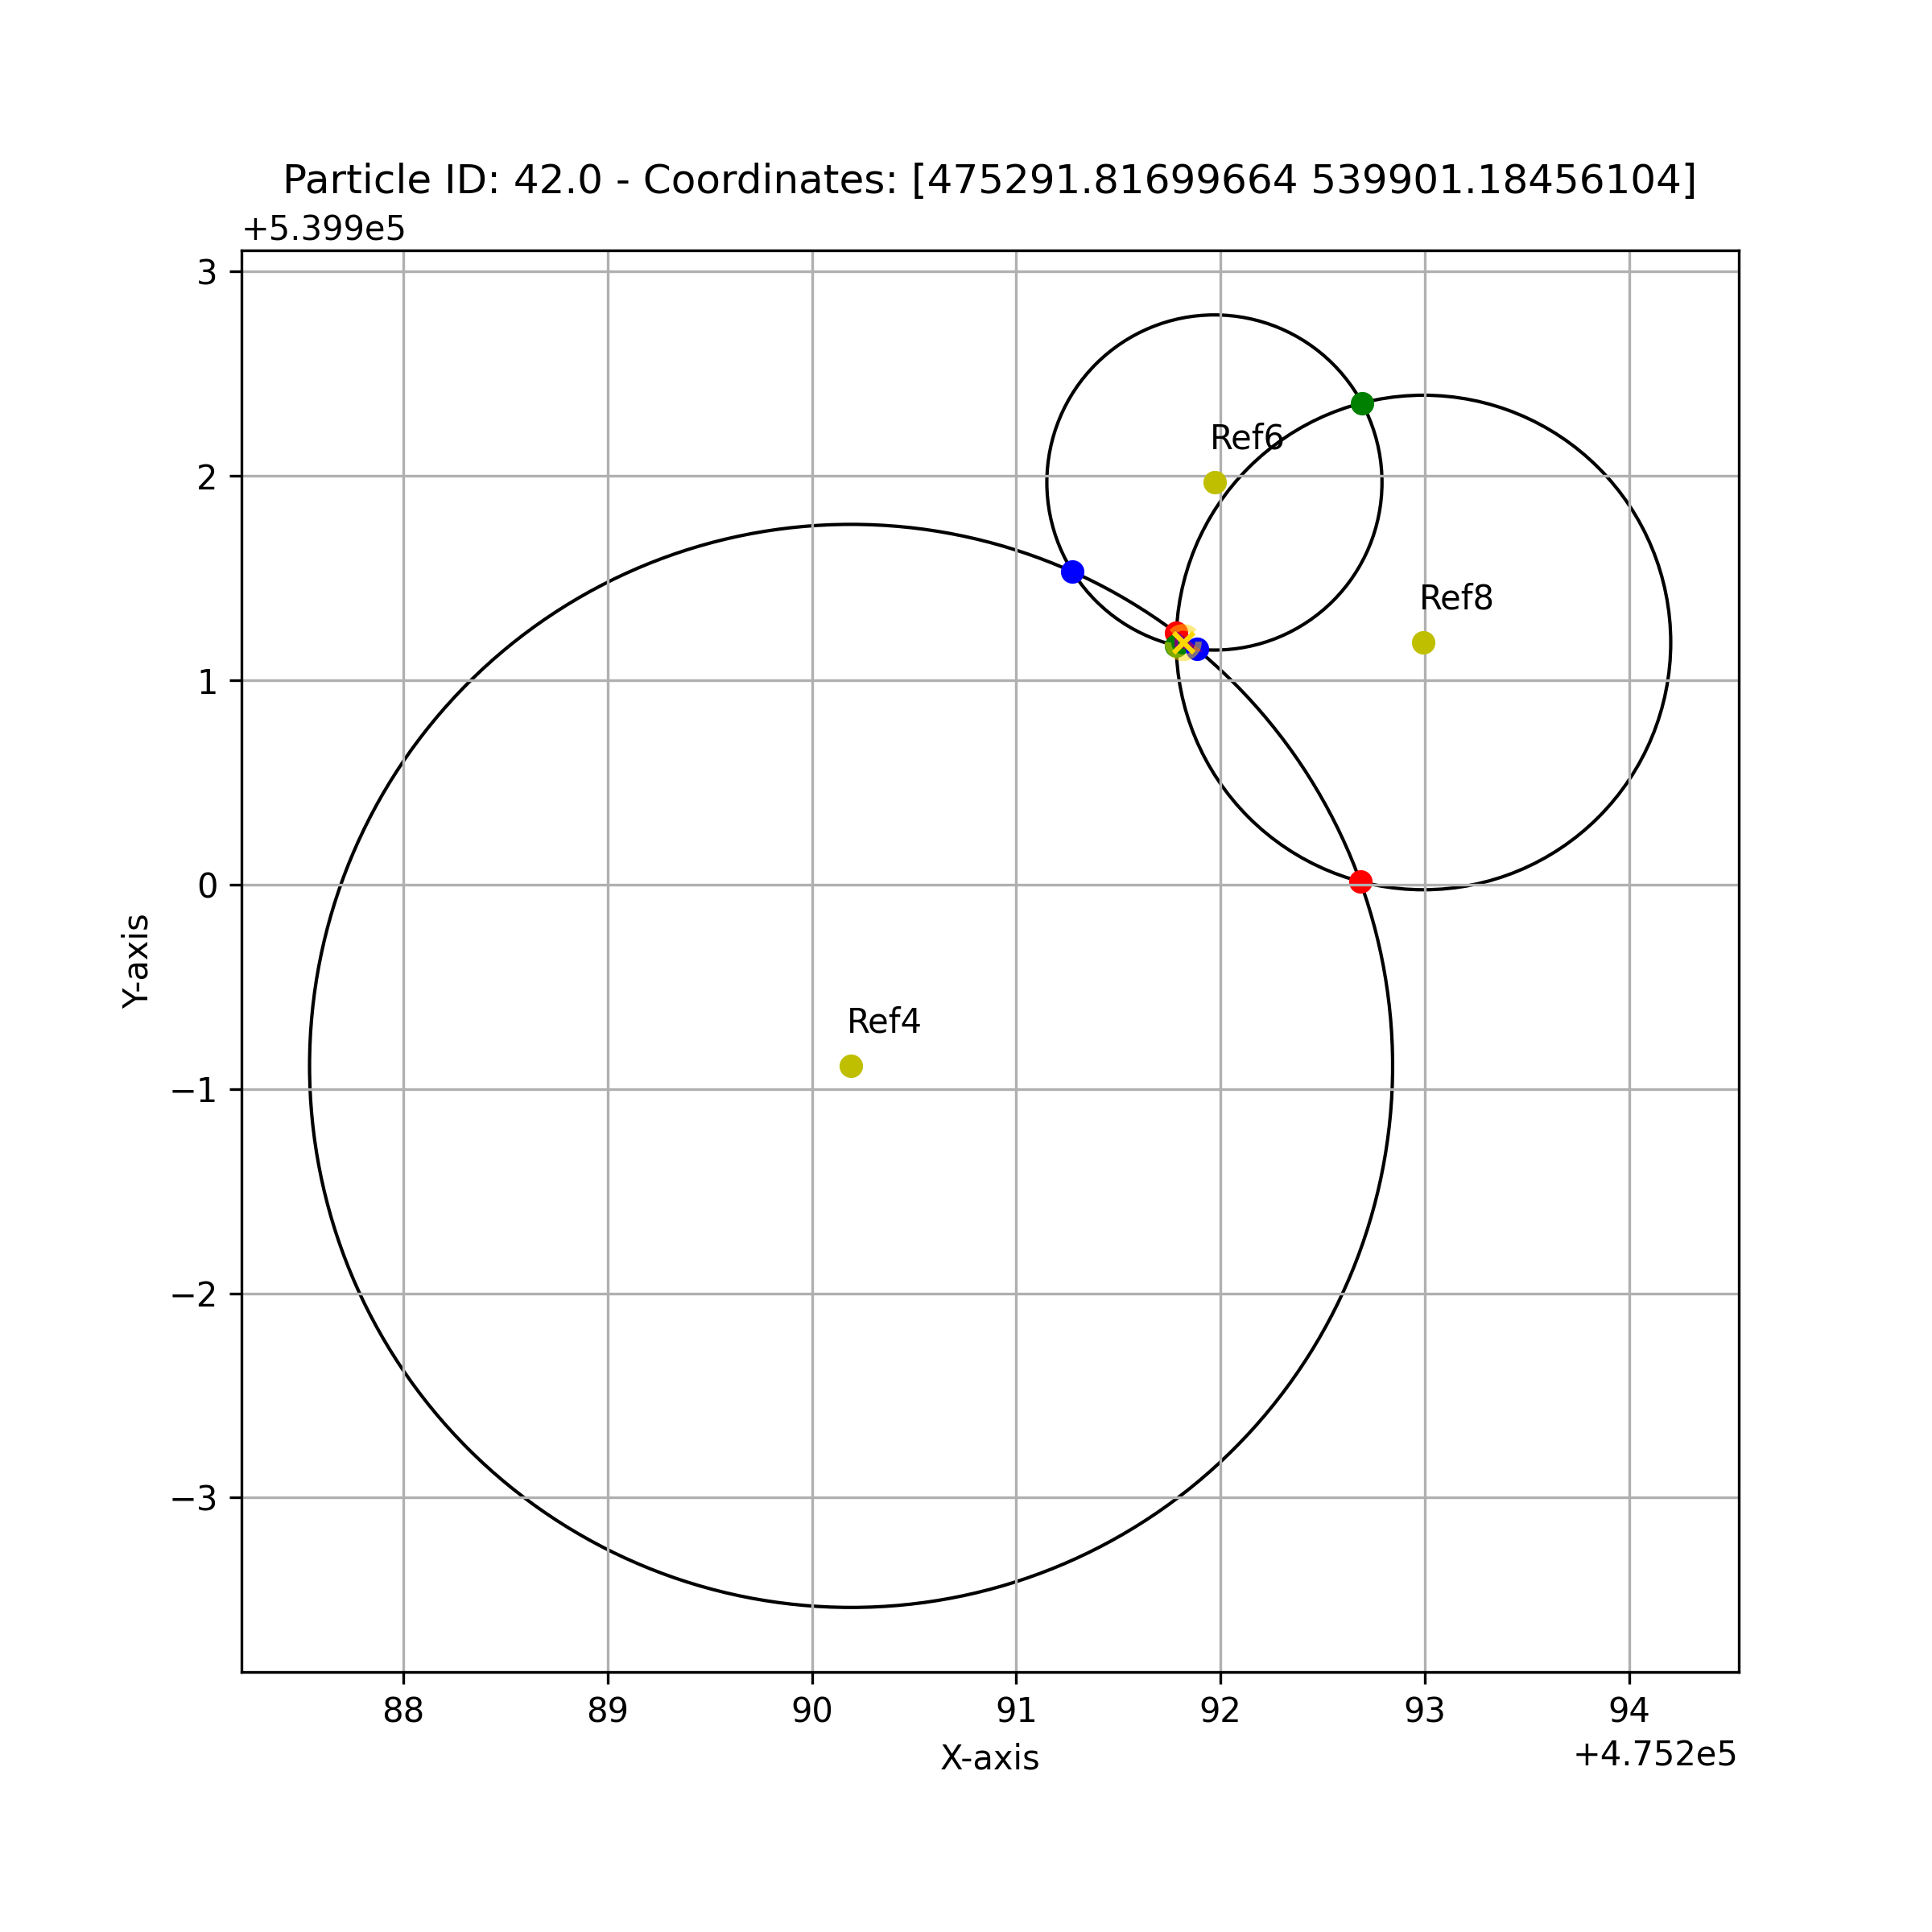 Particle ID: 42.0 - Coordinates: [475291.81699664 539901.18456104]
+5.399e5
3
2
1
0
−1
−2
−3
Y-axis
Ref6
Ref8
Ref4
88 89 90 91 92 93 94
X-axis
+4.752e5